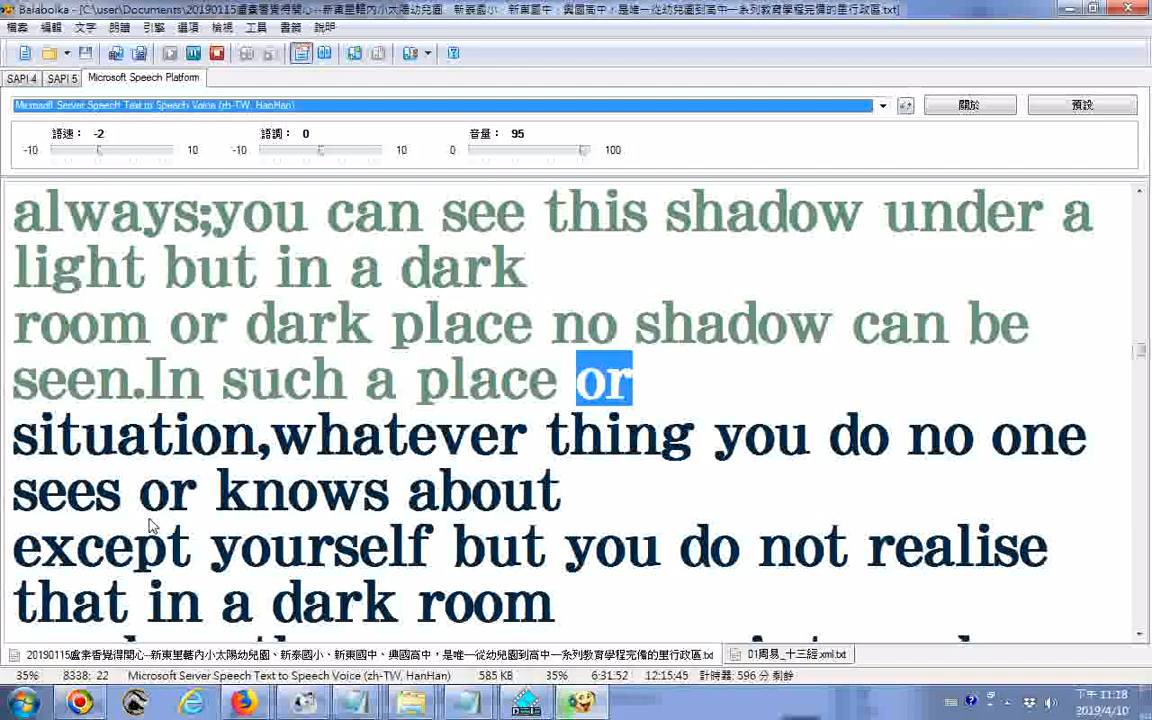 Balabolka - [C:\user\Documents\20190115盧紫香覺得開心--新東里轄內小太陽幼兒園、新泰國小、新東國中、興國高中，是唯一從幼兒園到高中一系列教育學程完備的里行政區.txt]
檔案 編輯 文字 朗讀 引擎 選項 檢視 工具 書籤 說明
SAPI 4 SAPI 5 Microsoft Speech Platform
Microsoft Server Speech Text to Speech Voice (zh-TW, HanHan) 關於 預設
語速： -2 語調： 0 音量： 95
-10 10 -10 10 0 100
always;you can see this shadow under a
light but in a dark
room or dark place no shadow can be
seen.In such a place or
situation,whatever thing you do no one
sees or knows about
except yourself but you do not realise
that in a dark room
20190115盧紫香覺得開心--新東里轄內小太陽幼兒園、新泰國小、新東國中、興國高中，是唯一從幼兒園到高中一系列教育學程完備的里行政區.txt 01周易_十三經.xml.txt
35% 8338: 22 Microsoft Server Speech Text to Speech Voice (zh-TW, HanHan) 585 KB 35% 6:31:52 12:15:45 計時器: 596 分 剩餘
下午 11:18
2019/4/10